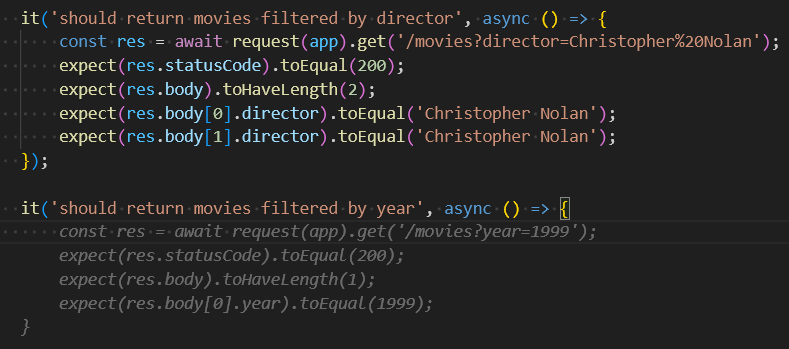 it('should return movies filtered by director', async () => {
const res = await request(app).get('/movies?director=Christopher%20Nolan');
expect(res.statusCode).toEqual(200);
expect(res.body).toHaveLength(2);
expect(res.body[0].director).toEqual('Christopher Nolan');
expect(res.body[1].director).toEqual('Christopher Nolan');
});
it('should return movies filtered by year', async () => {
const res = await request(app).get('/movies?year=1999');
expect(res.statusCode).toEqual(200);
expect(res.body).toHaveLength(1);
expect(res.body[0].year).toEqual(1999);
}